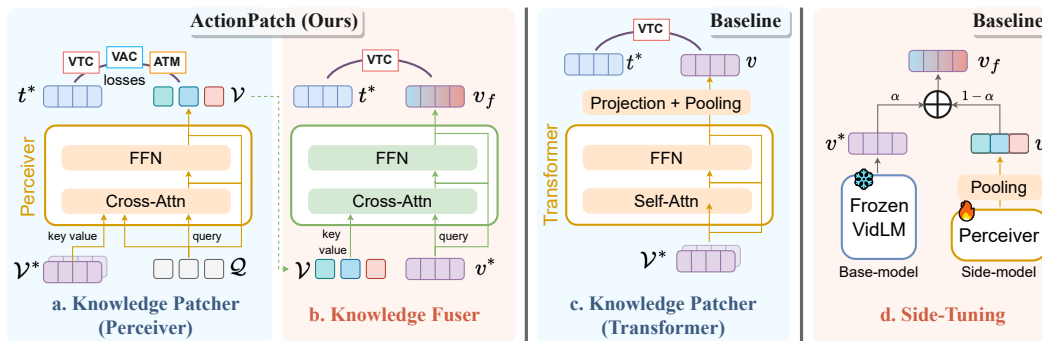 ActionPatch (Ours)
VTC
VAC
ATM
losses
t*
𝒱
Perceiver
FFN
Cross-Attn
key value
query
𝒱*
𝒬
a. Knowledge Patcher
(Perceiver)
VTC
t*
v_f
FFN
Cross-Attn
key
value
query
𝒱
v*
b. Knowledge Fuser
Baseline
VTC
t*
v
Projection + Pooling
Transformer
FFN
Self-Attn
𝒱*
c. Knowledge Patcher
(Transformer)
Baseline
v_f
α
1−α
v*
Pooling
Frozen
VidLM
Perceiver
Base-model
Side-model
d. Side-Tuning